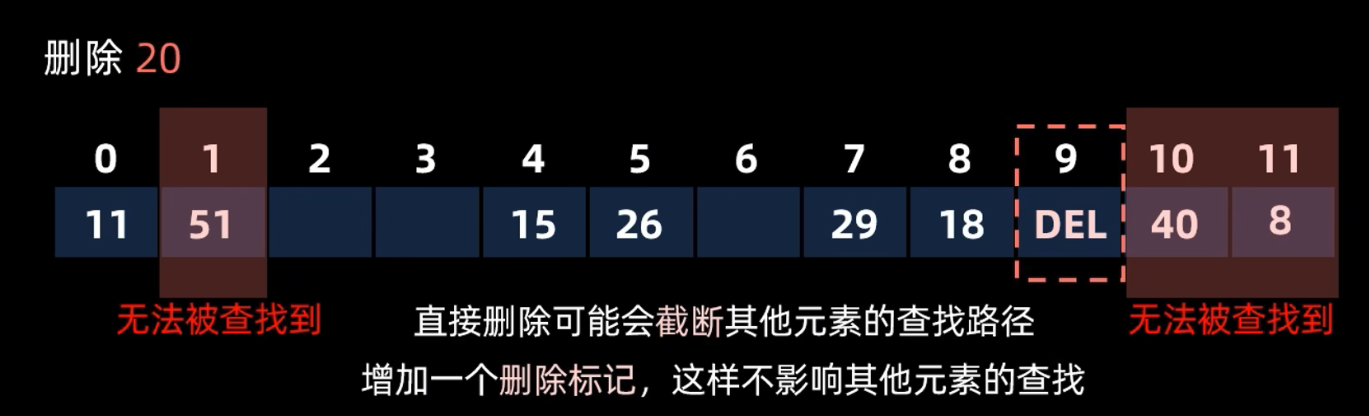 删除 20
0 1 2 3 4 5 6 7 8 9 10 11
11 51 15 26 29 18 DEL 40 8
无法被查找到 直接删除可能会截断其他元素的查找路径 无法被查找到
增加一个删除标记，这样不影响其他元素的查找